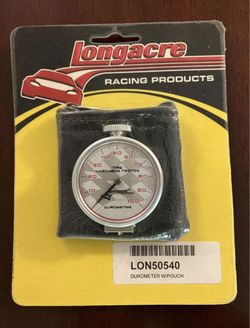 Longacre
RACING PRODUCTS
50
40 60
30 70
20 80
10 90
0 100
TIRE
HARDNESS TESTER
DUROMETER
LON50540
DUROMETER W/POUCH